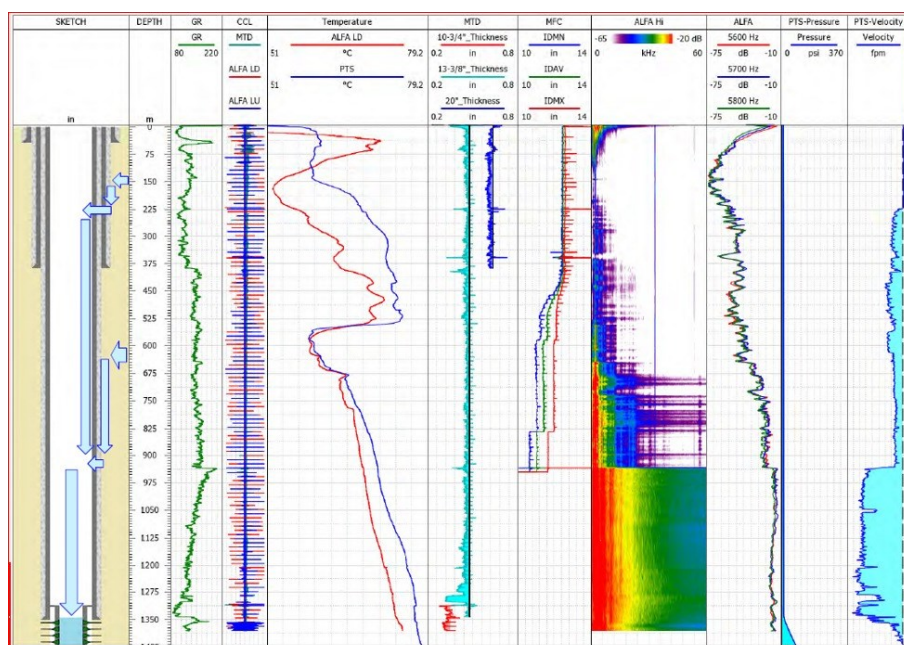 SKETCH DEPTH GR CCL Temperature MTD MFC ALFA Hi ALFA PTS-Pressure PTS-Velocity
GR MTD ALFA LD 10-3/4"_Thickness IDMN 5600 Hz Pressure Velocity
80 220 51 °C 79.2 0.2 in 0.8 10 in 14 -65 -20 dB -75 dB -10 0 psi 370 fpm
0 kHz 60
ALFA LD PTS 13-3/8"_Thickness IDAV 5700 Hz
51 °C 79.2 0.2 in 0.8 10 in 14 -75 dB -10
ALFA LU 20"_Thickness IDMX 5800 Hz
in m 0.2 in 0.8 10 in 14 -75 dB -10
0
75
150
225
300
375
450
525
600
675
750
825
900
975
1050
1125
1200
1275
1350